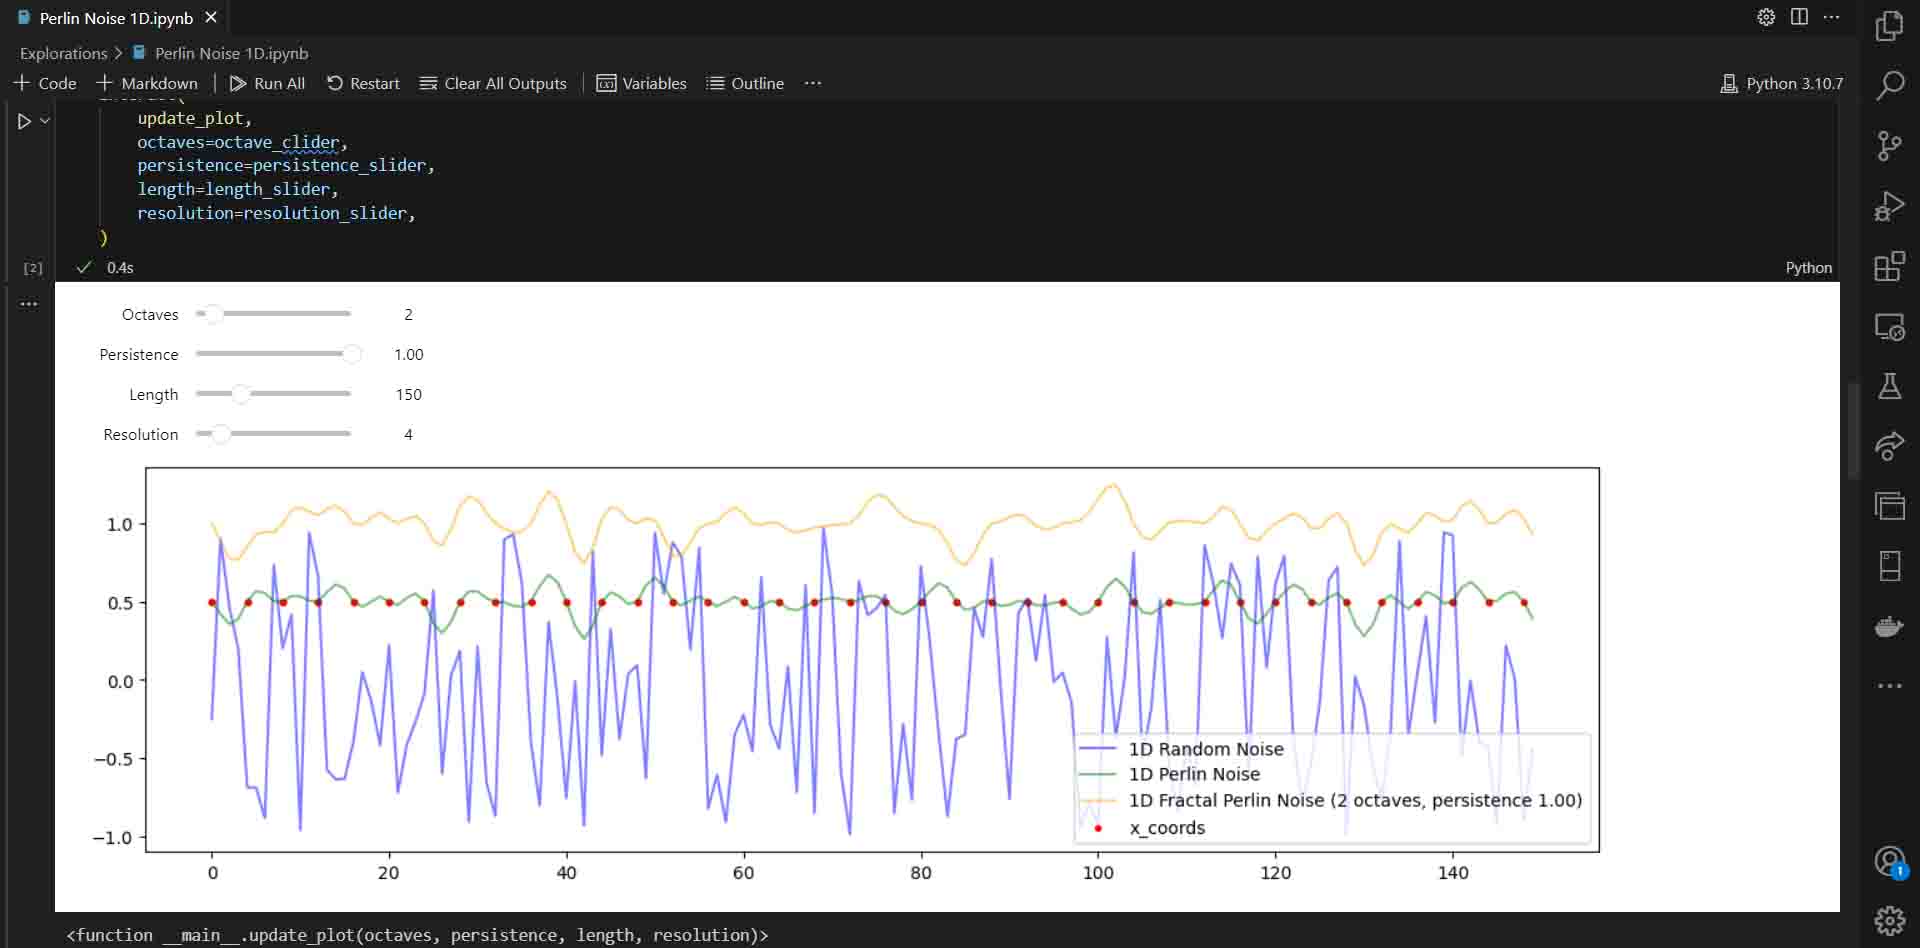 Perlin Noise 1D.ipynb
Explorations > Perlin Noise 1D.ipynb
+ Code + Markdown Run All Restart Clear All Outputs Variables Outline ... Python 3.10.7
update_plot,
octaves=octave_clider,
persistence=persistence_slider,
length=length_slider,
resolution=resolution_slider,
)
[2] 0.4s Python
Octaves 2
Persistence 1.00
Length 150
Resolution 4
1.0
0.5
0.0
−0.5
−1.0
1D Random Noise
1D Perlin Noise
1D Fractal Perlin Noise (2 octaves, persistence 1.00)
x_coords
0 20 40 60 80 100 120 140
1
<function __main__.update_plot(octaves, persistence, length, resolution)>